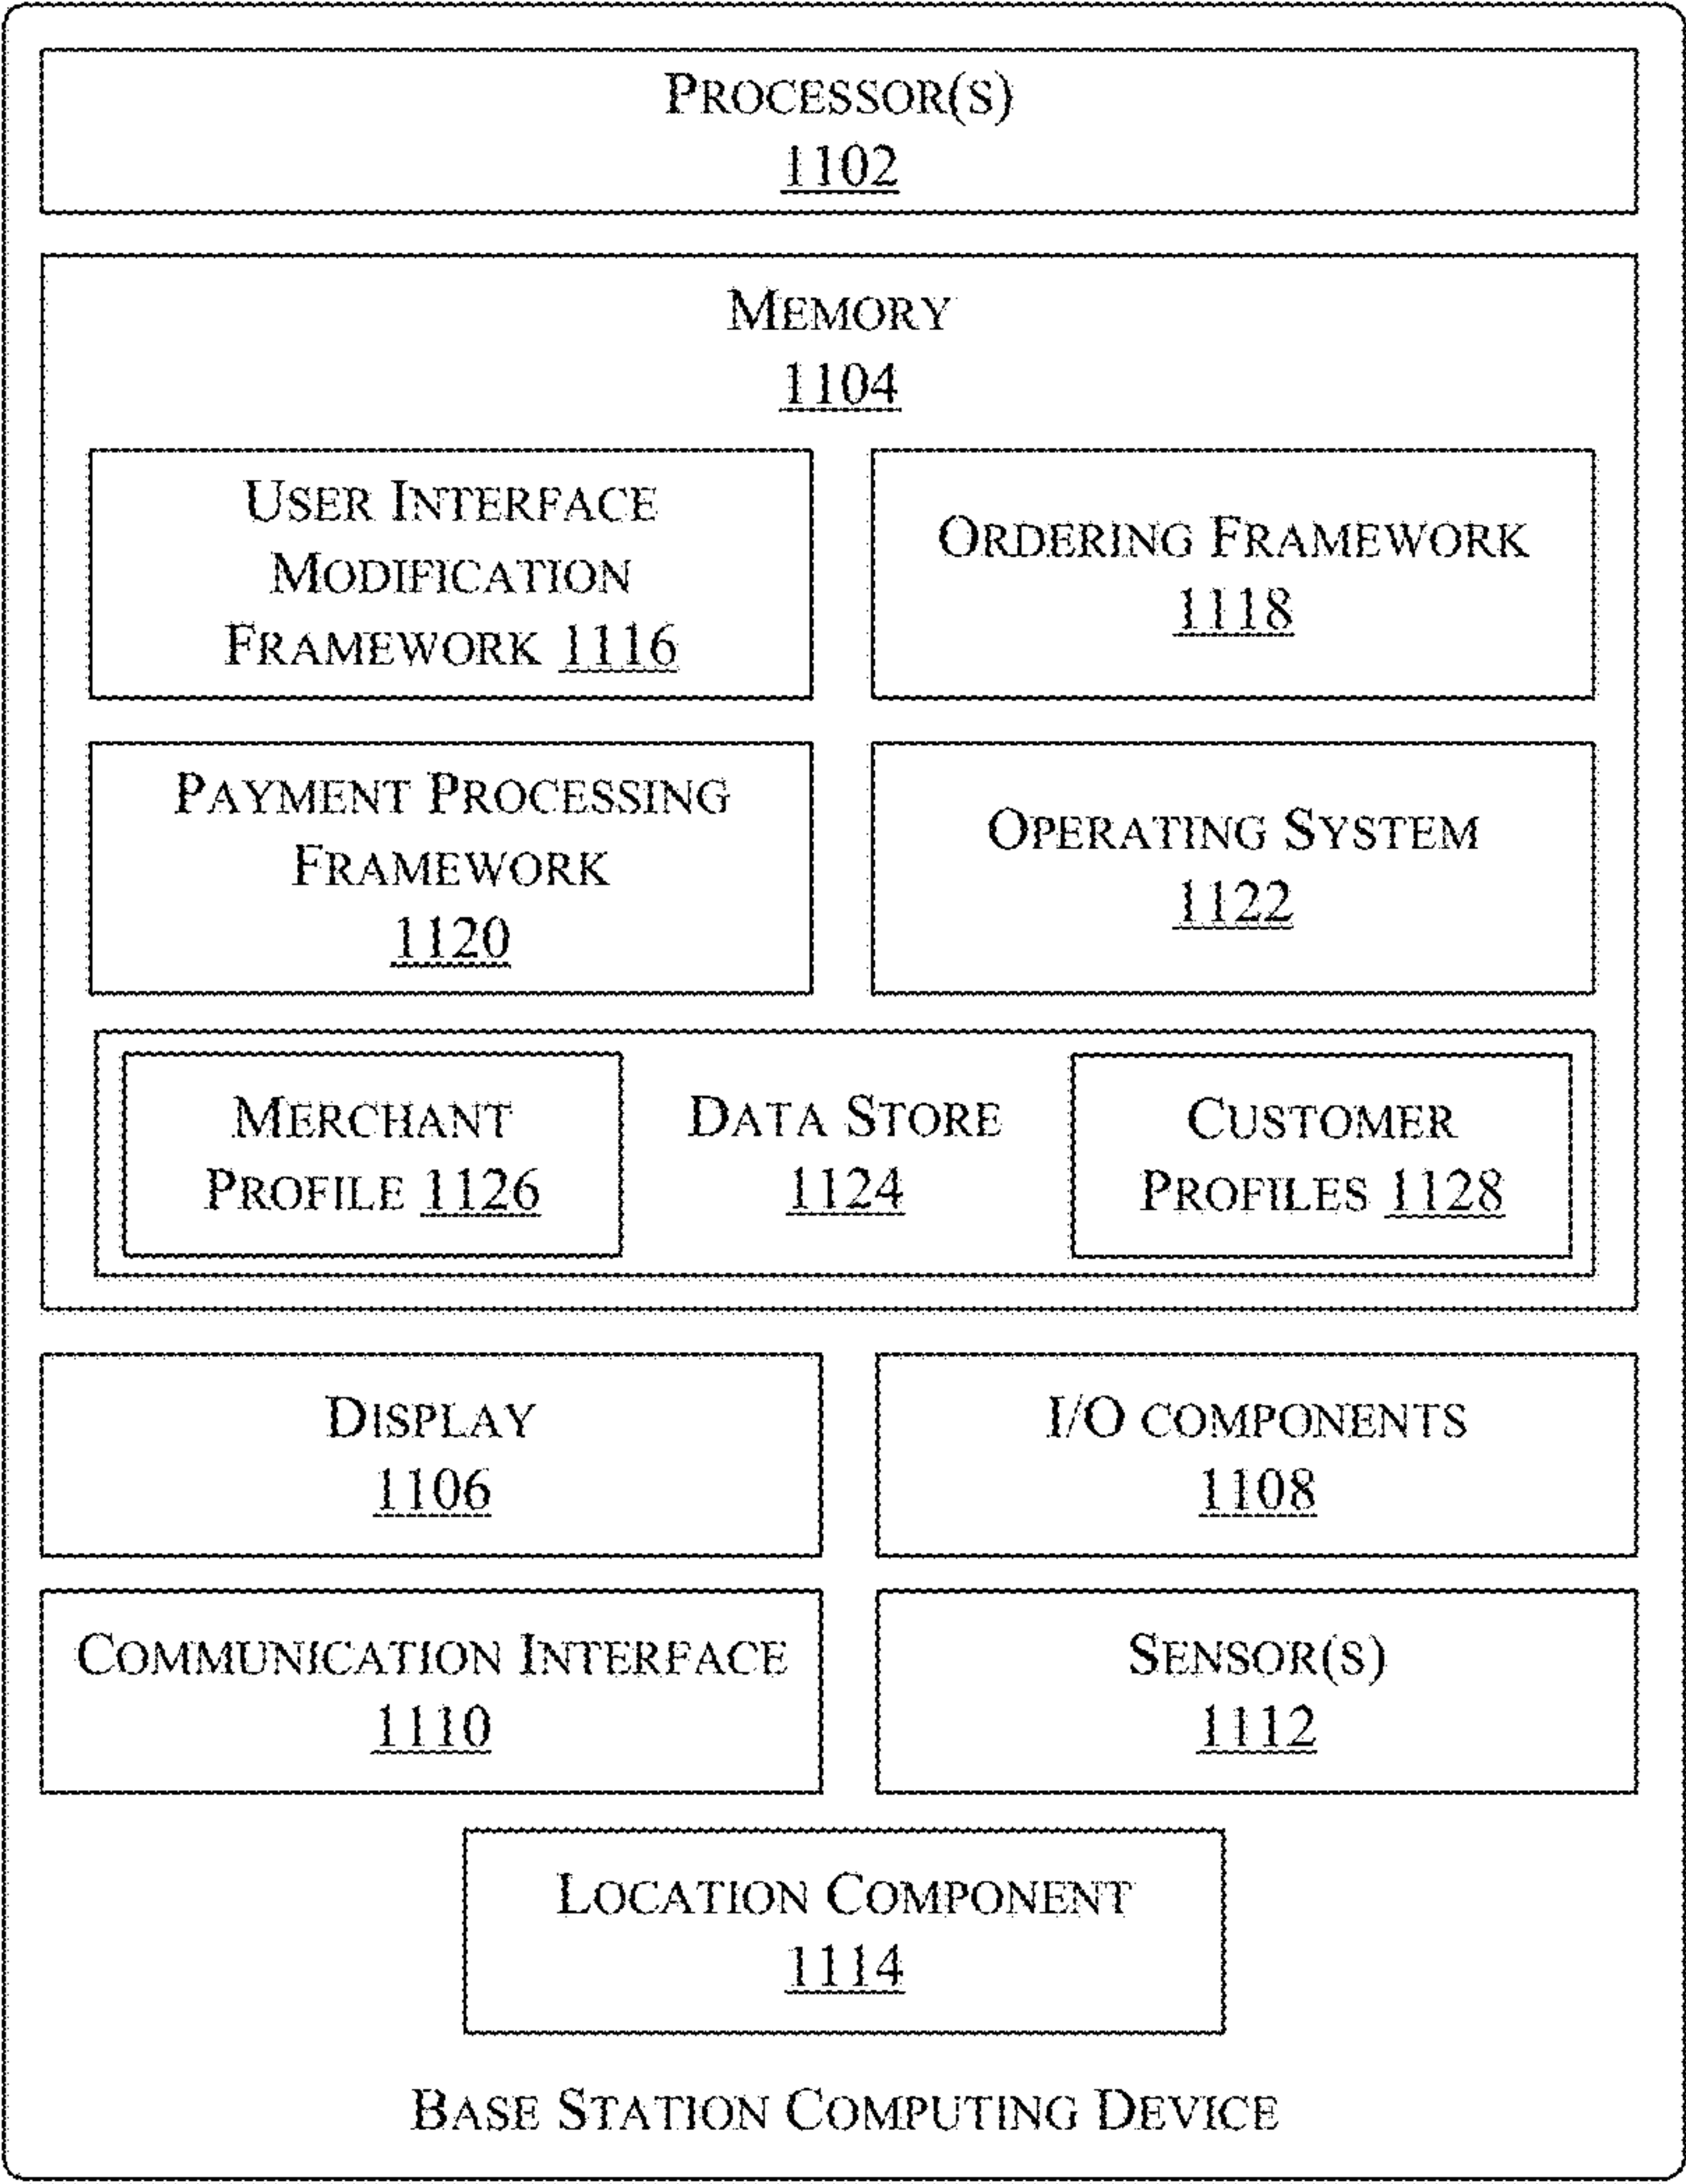 PROCESSOR(S)
1102
MEMORY
1104
USER INTERFACE
MODIFICATION
FRAMEWORK 1116
ORDERING FRAMEWORK
1118
PAYMENT PROCESSING
FRAMEWORK
1120
OPERATING SYSTEM
1122
MERCHANT
PROFILE 1126
DATA STORE
1124
CUSTOMER
PROFILES 1128
DISPLAY
1106
I/O COMPONENTS
1108
COMMUNICATION INTERFACE
1110
SENSOR(S)
1112
LOCATION COMPONENT
1114
BASE STATION COMPUTING DEVICE